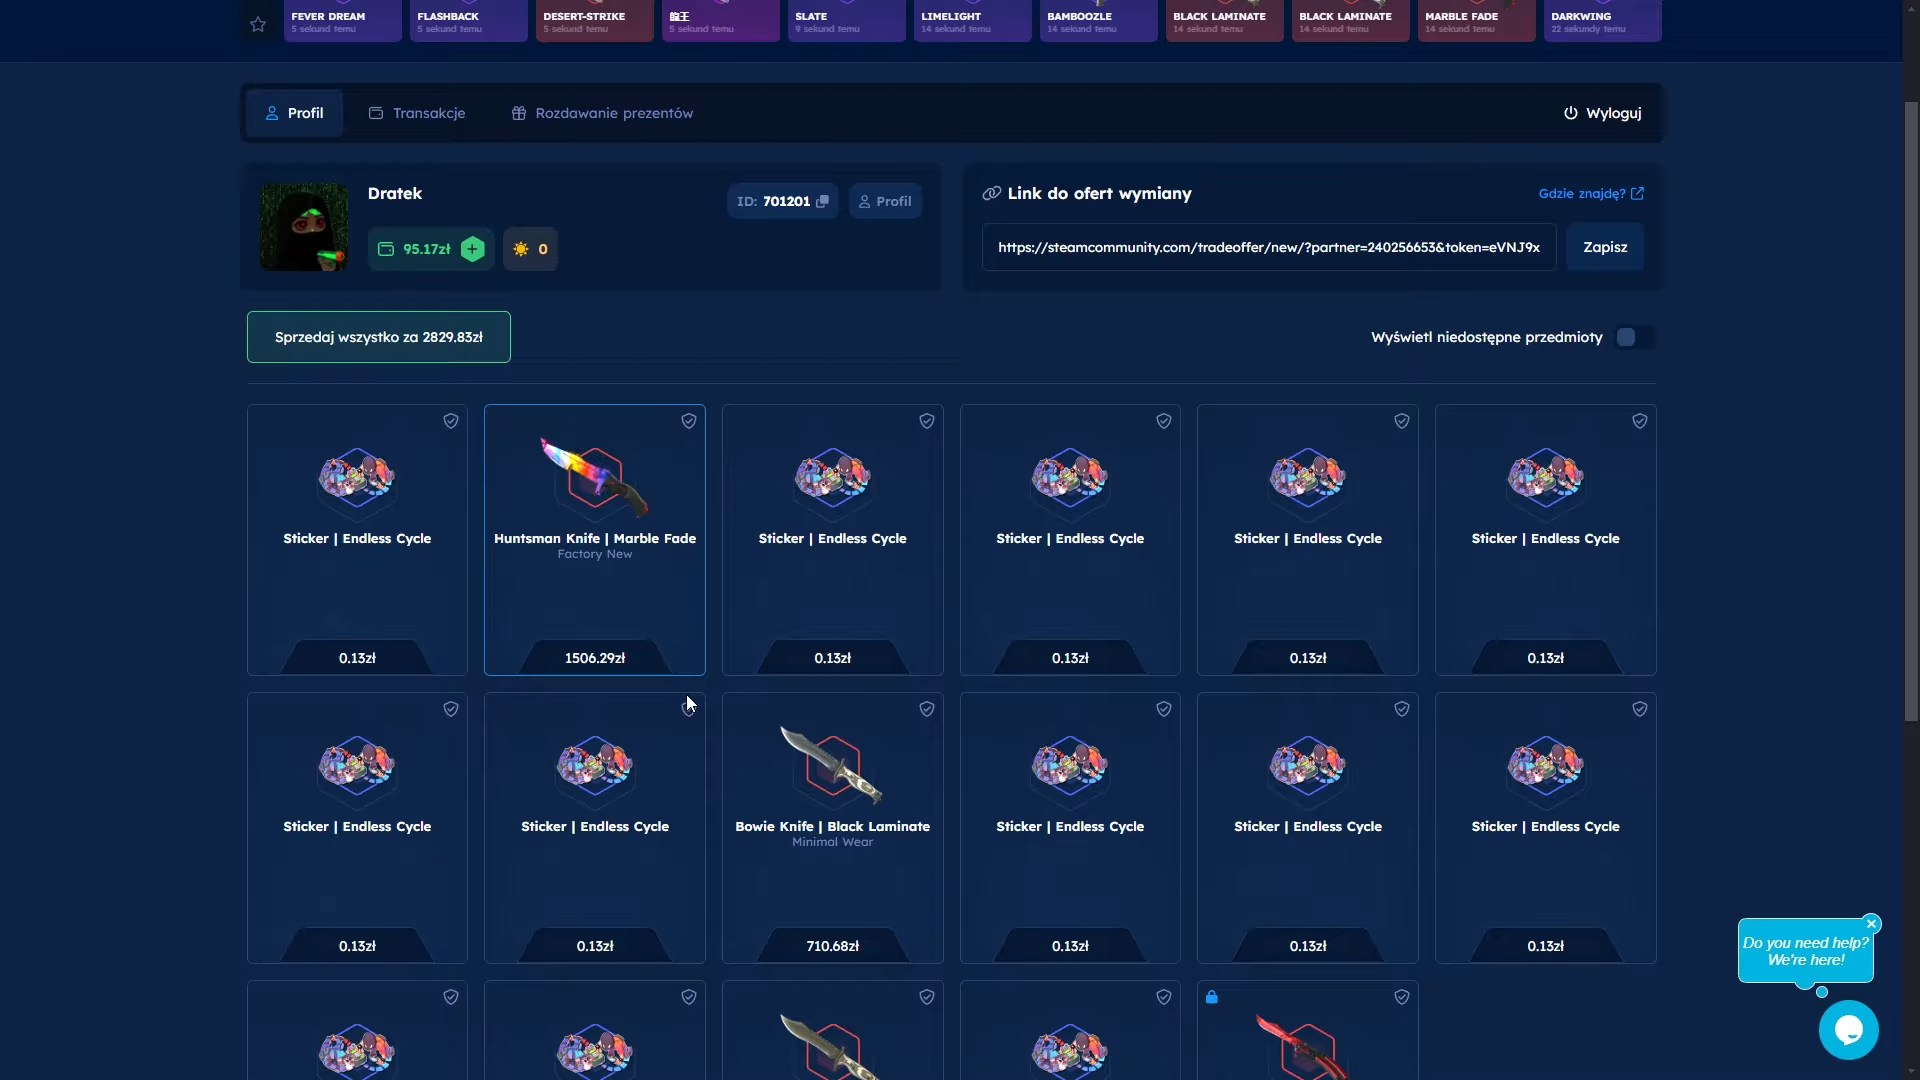 FEVER DREAM
5 sekund temu
FLASHBACK
5 sekund temu
DESERT-STRIKE
5 sekund temu
龍王
5 sekund temu
SLATE
9 sekund temu
LIMELIGHT
14 sekund temu
BAMBOOZLE
14 sekund temu
BLACK LAMINATE
14 sekund temu
BLACK LAMINATE
14 sekund temu
MARBLE FADE
14 sekund temu
DARKWING
22 sekundy temu
Profil
Transakcje
Rozdawanie prezentów
Wyloguj
Dratek
ID: 701201
Profil
95.17zł
0
Link do ofert wymiany
Gdzie znajdę?
https://steamcommunity.com/tradeoffer/new/?partner=240256653&token=eVNJ9x
Zapisz
Sprzedaj wszystko za 2829.83zł
Wyświetl niedostępne przedmioty
Sticker | Endless Cycle
0.13zł
Huntsman Knife | Marble Fade
Factory New
1506.29zł
Sticker | Endless Cycle
0.13zł
Sticker | Endless Cycle
0.13zł
Sticker | Endless Cycle
0.13zł
Sticker | Endless Cycle
0.13zł
Sticker | Endless Cycle
0.13zł
Sticker | Endless Cycle
0.13zł
Bowie Knife | Black Laminate
Minimal Wear
710.68zł
Sticker | Endless Cycle
0.13zł
Sticker | Endless Cycle
0.13zł
Sticker | Endless Cycle
0.13zł
Do you need help?
We're here!